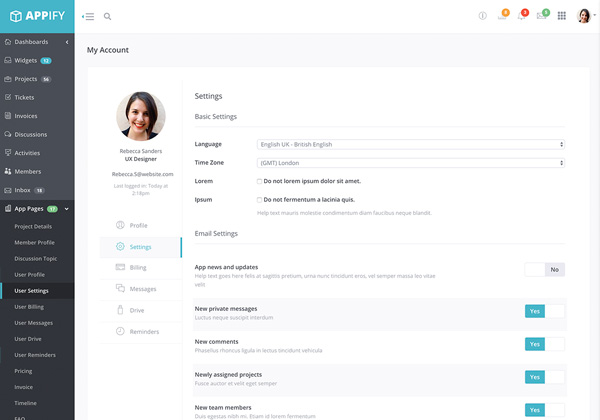 APPIFY
8
5
5
Dashboards
Widgets 12
Projects 56
Tickets
Invoices
Discussions
Activities
Members
Inbox 18
App Pages 17
Project Details
Member Profile
Discussion Topic
User Profile
User Settings
User Billing
User Messages
User Drive
User Reminders
Pricing
Invoice
Timeline
FAQ
My Account
Rebecca Sanders
UX Designer
Rebecca.S@website.com
Last logged in: Today at
2:18pm
Profile
Settings
Billing
Messages
Drive
Reminders
Settings
Basic Settings
Language English UK - British English
Time Zone (GMT) London
Lorem Do not lorem ipsum dolor sit amet.
Ipsum Do not fermentum a lacinia quis.
Help text mauris molestie condimentum diam faucibus neque blandit.
Email Settings
App news and updates No
Help text goes here felis at sagittis pretium, urna nunc tincidunt eros, vel semper massa leo vitae
velit
New private messages Yes
Luctus neque suscipit interdum
New comments Yes
Phasellus rhoncus ligula in lectus tincidunt vehicula
Newly assigned projects Yes
Fusce auctor et velit eget semper
New team members Yes
Duis egestas nibh mi. Etiam id lorem fermentum